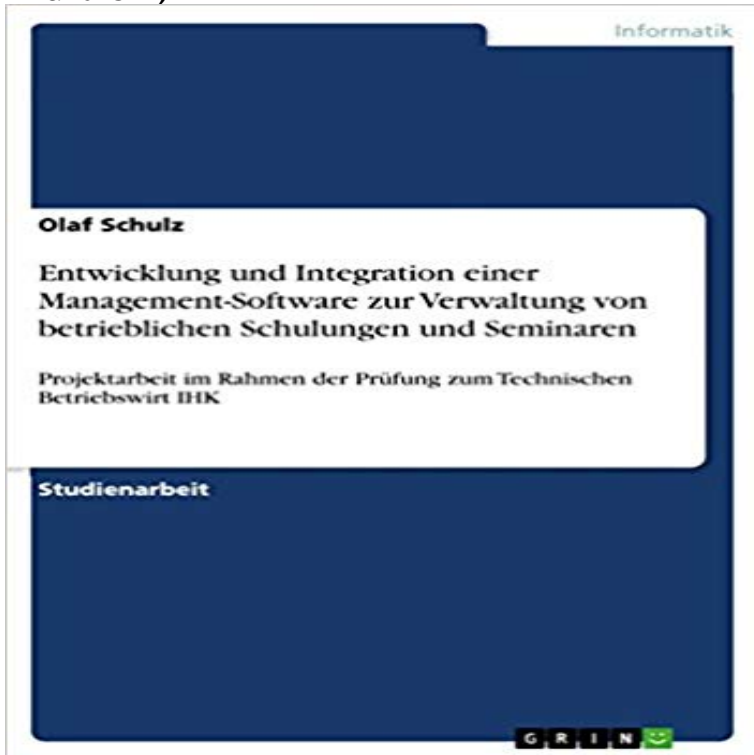 Informatik
Olaf Schulz
Entwicklung und Integration einer
Management-Software zur Verwaltung von
betrieblichen Schulungen und Seminaren
Projektarbeit im Rahmen der Prüfung zum Technischen
Betriebswirt IHK
Studienarbeit
GRIN